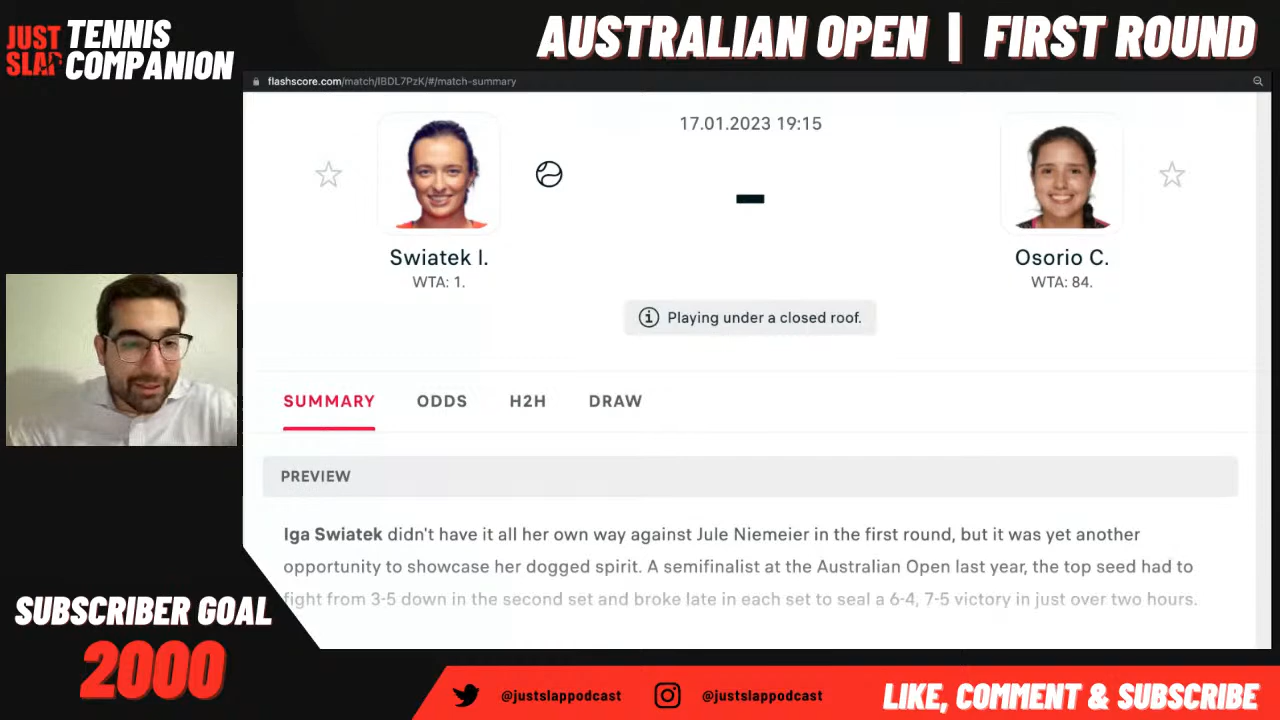 JUST SLAP TENNIS COMPANION
AUSTRALIAN OPEN | FIRST ROUND
flashscore.com/match/IBDL7PzK/#/match-summary
17.01.2023 19:15
Swiatek I.
WTA: 1.
Osorio C.
WTA: 84.
Playing under a closed roof.
SUMMARY ODDS H2H DRAW
PREVIEW
Iga Swiatek didn't have it all her own way against Jule Niemeier in the first round, but it was yet another
opportunity to showcase her dogged spirit. A semifinalist at the Australian Open last year, the top seed had to
fight from 3-5 down in the second set and broke late in each set to seal a 6-4, 7-5 victory in just over two hours.
SUBSCRIBER GOAL
2000
@justslappodcast
@justslappodcast
LIKE, COMMENT & SUBSCRIBE